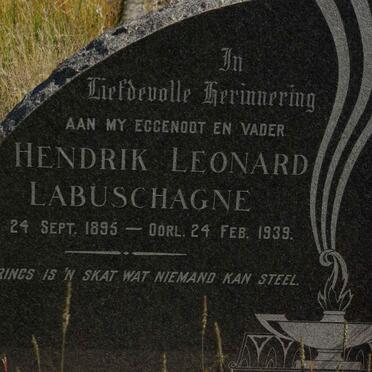 In
Liefdevolle Herinnering
AAN MY EGGENOOT EN VADER
HENDRIK LEONARD
LABUSCHAGNE
24 SEPT. 1895 — OORL. 24 FEB. 1939.
IS 'N SKAT WAT NIEMAND KAN STEEL.